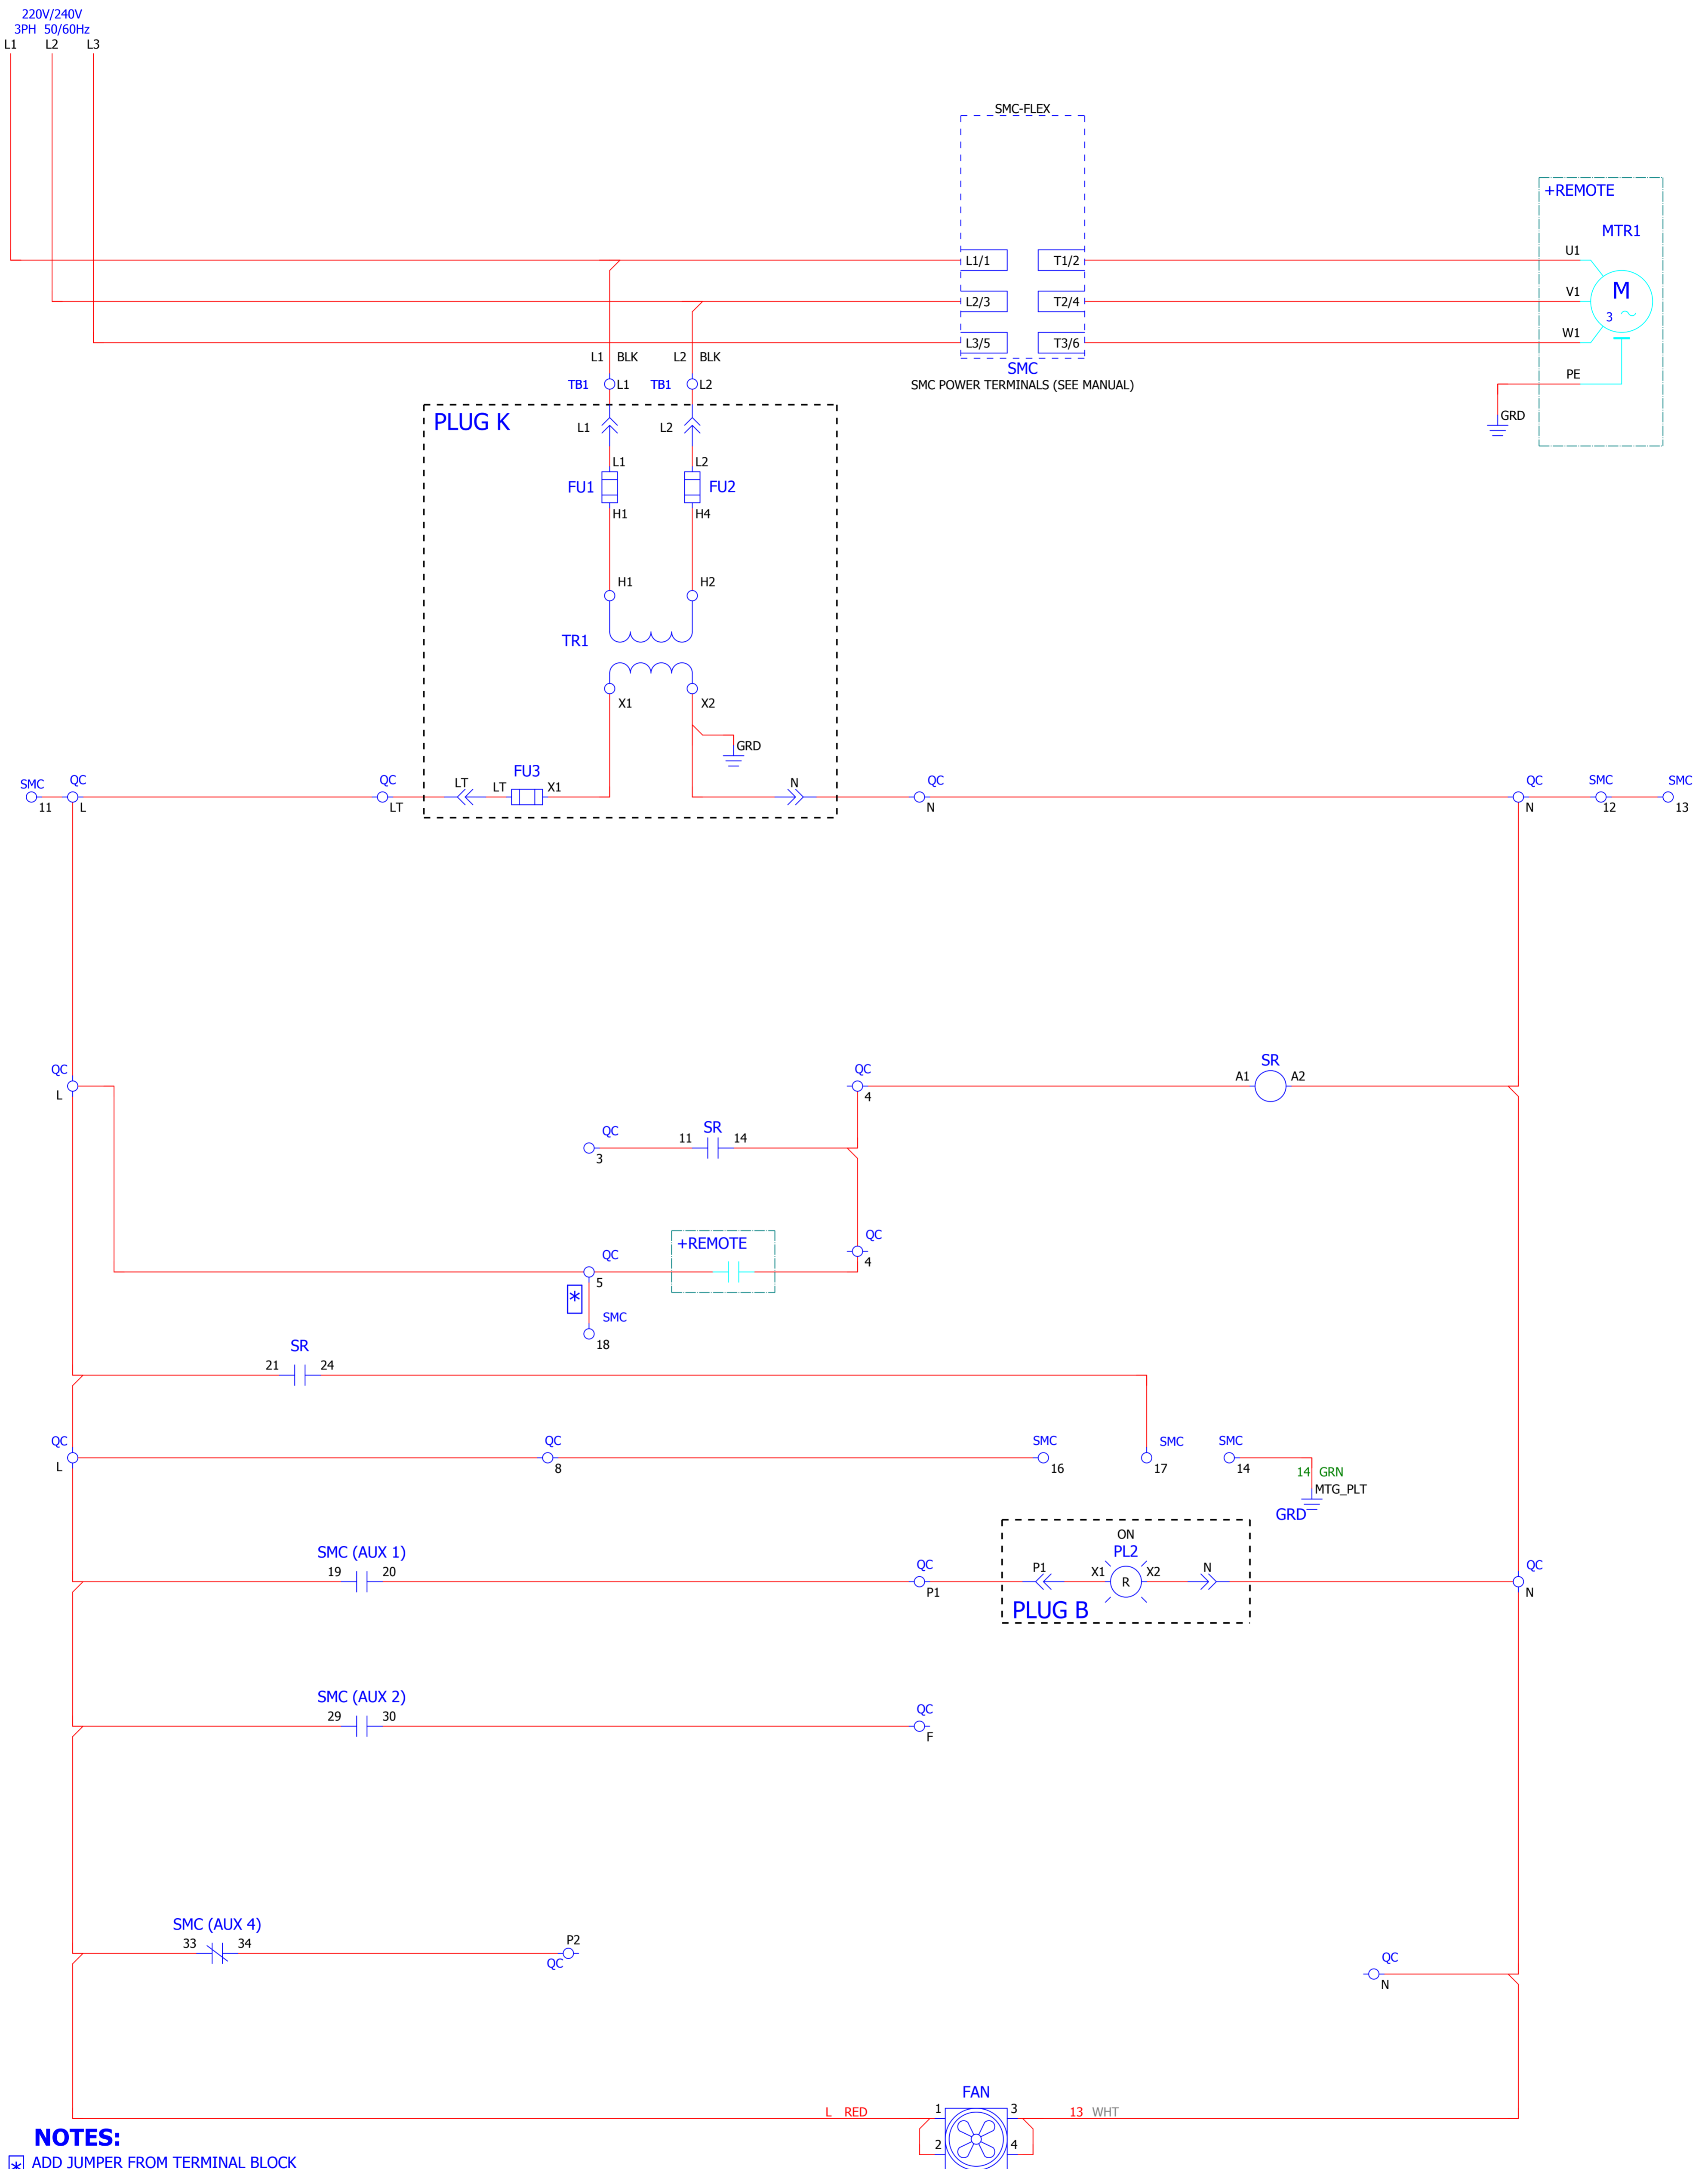 220V/240V
3PH 50/60Hz
L1 L2 L3
SMC-FLEX
+REMOTE
MTR1
L1/1 T1/2 U1
L2/3 T2/4 V1
M
3
L3/5 T3/6 W1
L1 BLK L2 BLK
SMC
SMC POWER TERMINALS (SEE MANUAL)
PE
TB1 L1 TB1 L2
PLUG K
L1 L2
GRD
L1 L2
FU1 FU2
H1 H4
H1 H2
TR1
X1 X2
GRD
FU3
SMC QC QC LT LT X1 N QC QC SMC SMC
11 L LT N N 12 13
QC QC SR
L 4 A1 A2
QC 11 SR 14
3
+REMOTE
QC QC
5 4
*
SMC
18
SR
21 24
QC QC SMC SMC SMC
L 8 16 17 14
14 GRN
MTG_PLT
GRD
ON
SMC (AUX 1) PL2
19 20 QC P1 X1 R X2 N QC
P1 N
PLUG B
SMC (AUX 2)
29 30 QC
F
SMC (AUX 4)
33 34 P2
QC
QC
N
FAN
L RED 1 3 13 WHT
2 4
NOTES:
* ADD JUMPER FROM TERMINAL BLOCK